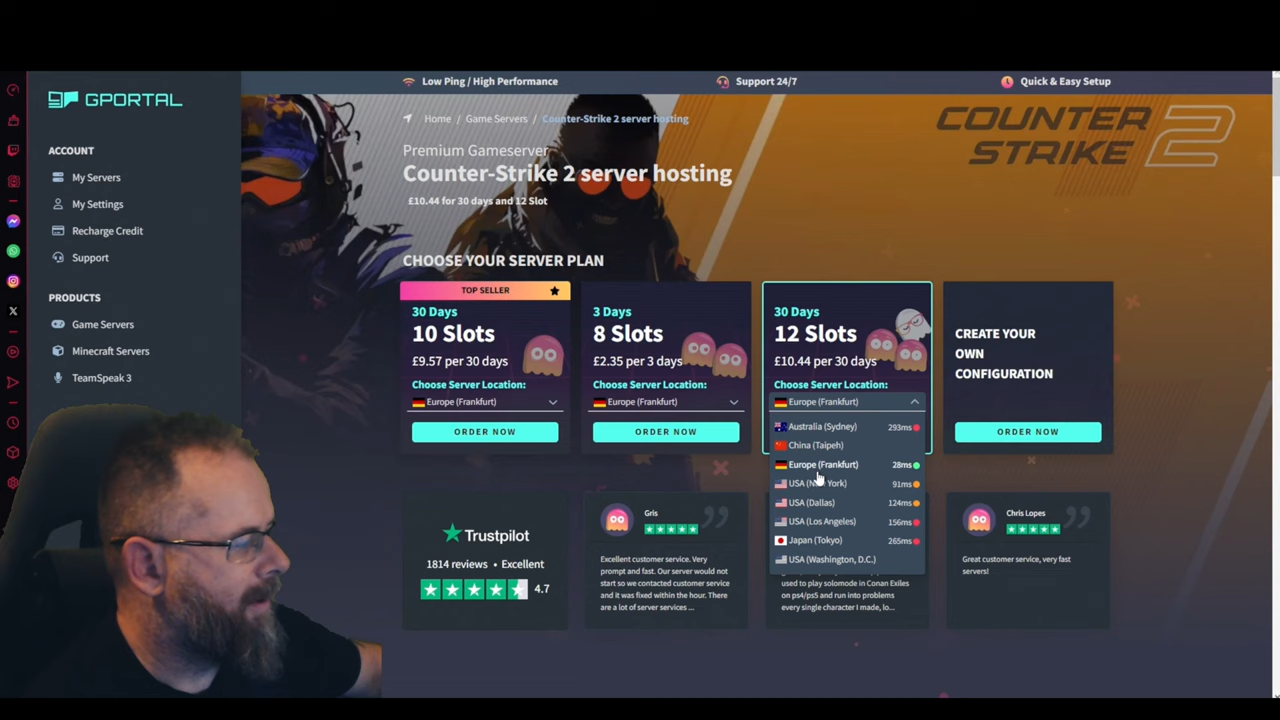 Low Ping / High Performance
Support 24/7
Quick & Easy Setup
GPORTAL
ACCOUNT
My Servers
My Settings
Recharge Credit
Support
PRODUCTS
Game Servers
Minecraft Servers
TeamSpeak 3
Home / Game Servers / Counter-Strike 2 server hosting
COUNTER
STRIKE 2
Premium Gameserver
Counter-Strike 2 server hosting
£10.44 for 30 days and 12 Slot
CHOOSE YOUR SERVER PLAN
TOP SELLER
30 Days
10 Slots
£9.57 per 30 days
Choose Server Location:
Europe (Frankfurt)
ORDER NOW
3 Days
8 Slots
£2.35 per 3 days
Choose Server Location:
Europe (Frankfurt)
ORDER NOW
30 Days
12 Slots
£10.44 per 30 days
Choose Server Location:
Europe (Frankfurt)
Australia (Sydney) 293ms
China (Taipeh)
Europe (Frankfurt) 28ms
USA (New York) 91ms
USA (Dallas) 124ms
USA (Los Angeles) 156ms
Japan (Tokyo) 265ms
USA (Washington, D.C.)
CREATE YOUR
OWN
CONFIGURATION
ORDER NOW
Trustpilot
1814 reviews • Excellent
4.7
Gris
Excellent customer service. Very
prompt and fast. Our server would not
start so we contacted customer service
and it was fixed within the hour. There
are a lot of server services ...
used to play solomode in Conan Exiles
on ps4/ps5 and run into problems
every single character I made, lo...
Chris Lopes
Great customer service, very fast
servers!